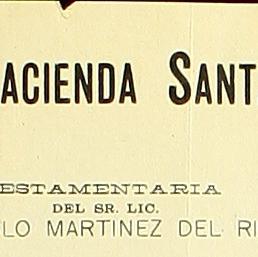 ACIENDA SANT
ESTAMENTARIA
DEL SR. LIC.
LO MARTINEZ DEL RI